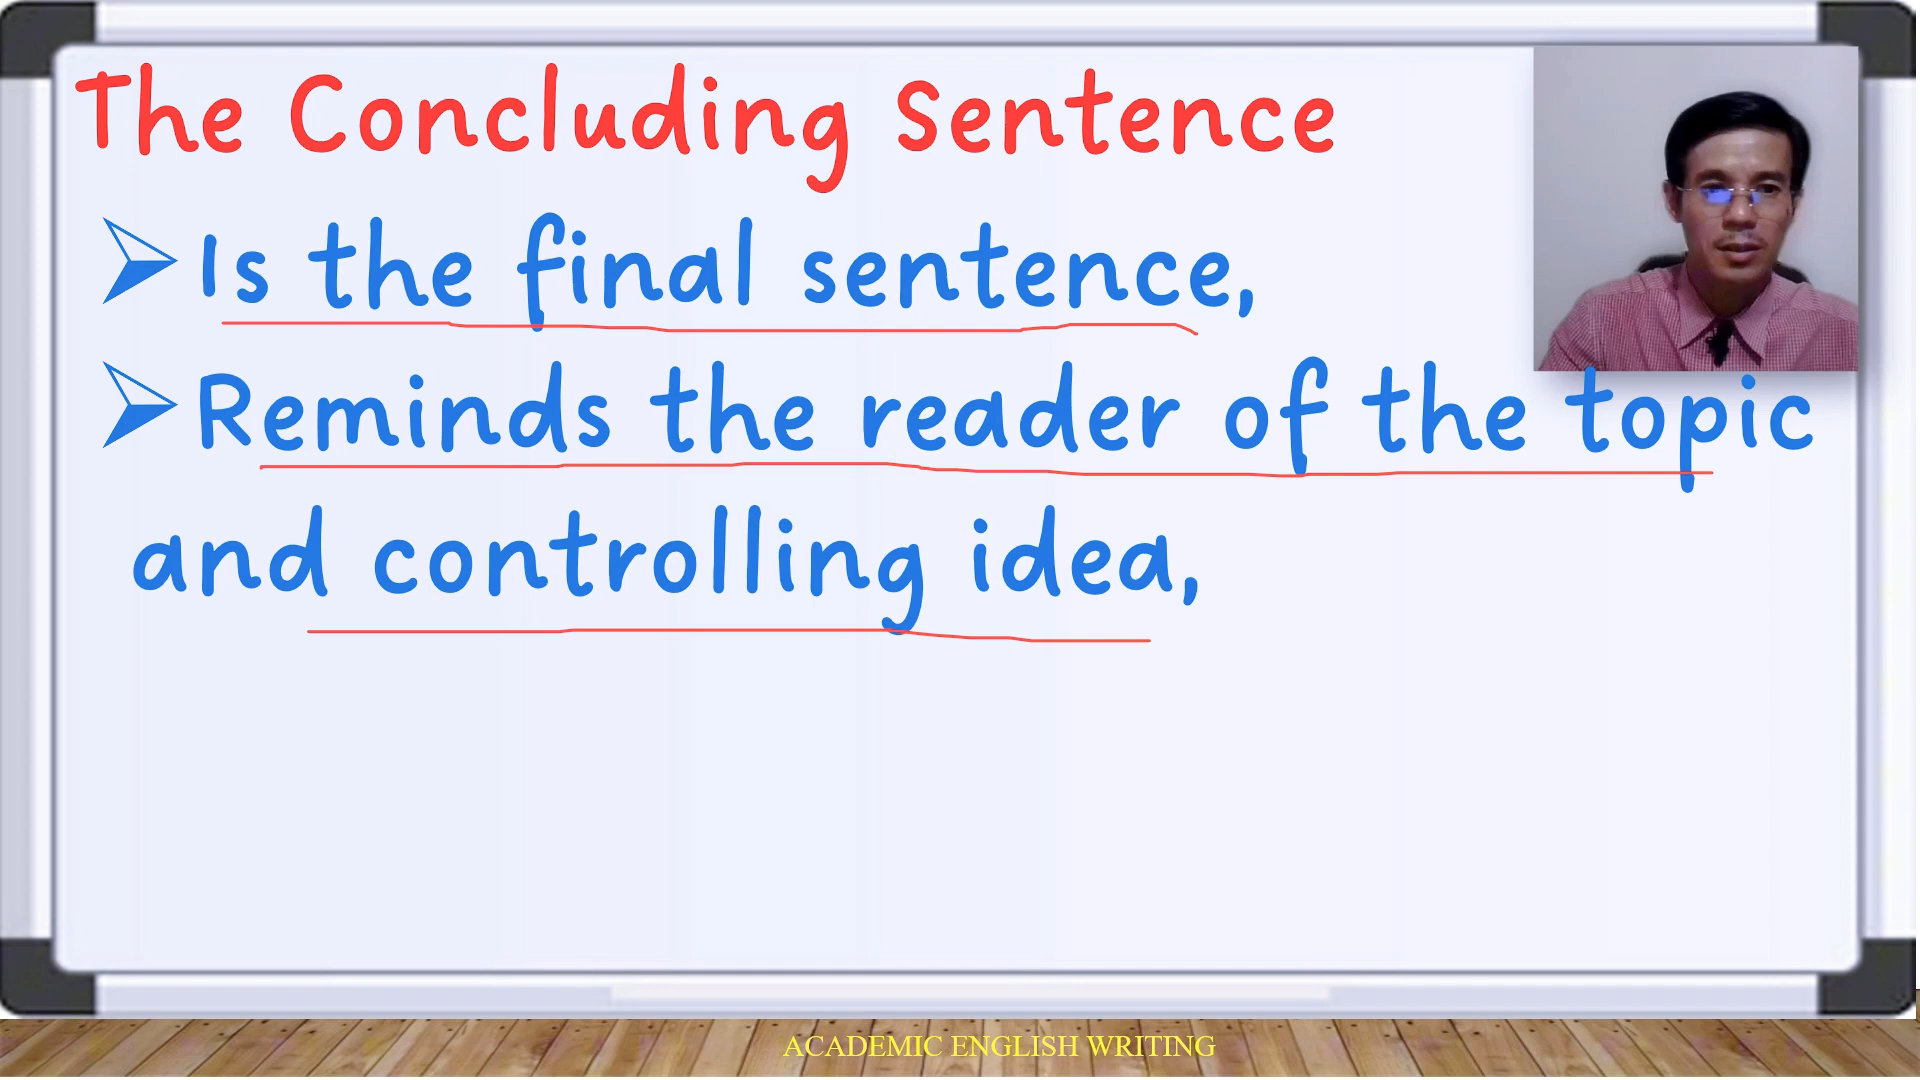 The Concluding Sentence
Is the final sentence,
Reminds the reader of the topic
and controlling idea,
ACADEMIC ENGLISH WRITING